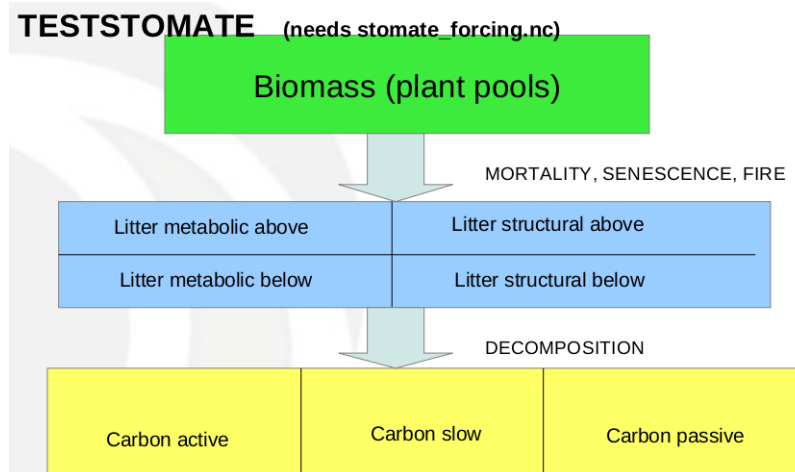 TESTSTOMATE (needs stomate_forcing.nc)
Biomass (plant pools)
MORTALITY, SENESCENCE, FIRE
Litter metabolic above
Litter structural above
Litter metabolic below
Litter structural below
DECOMPOSITION
Carbon active
Carbon slow
Carbon passive